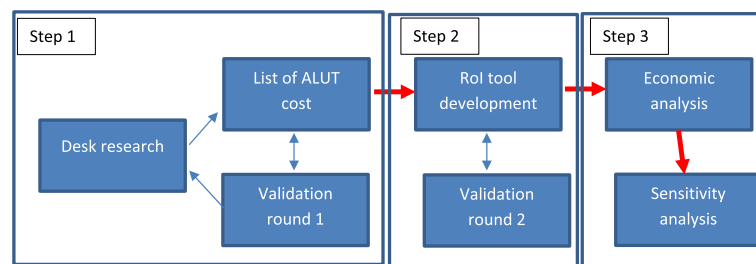 Step 1
List of ALUT
cost
Desk research
Validation
round 1
Step 2
RoI tool
development
Validation
round 2
Step 3
Economic
analysis
Sensitivity
analysis